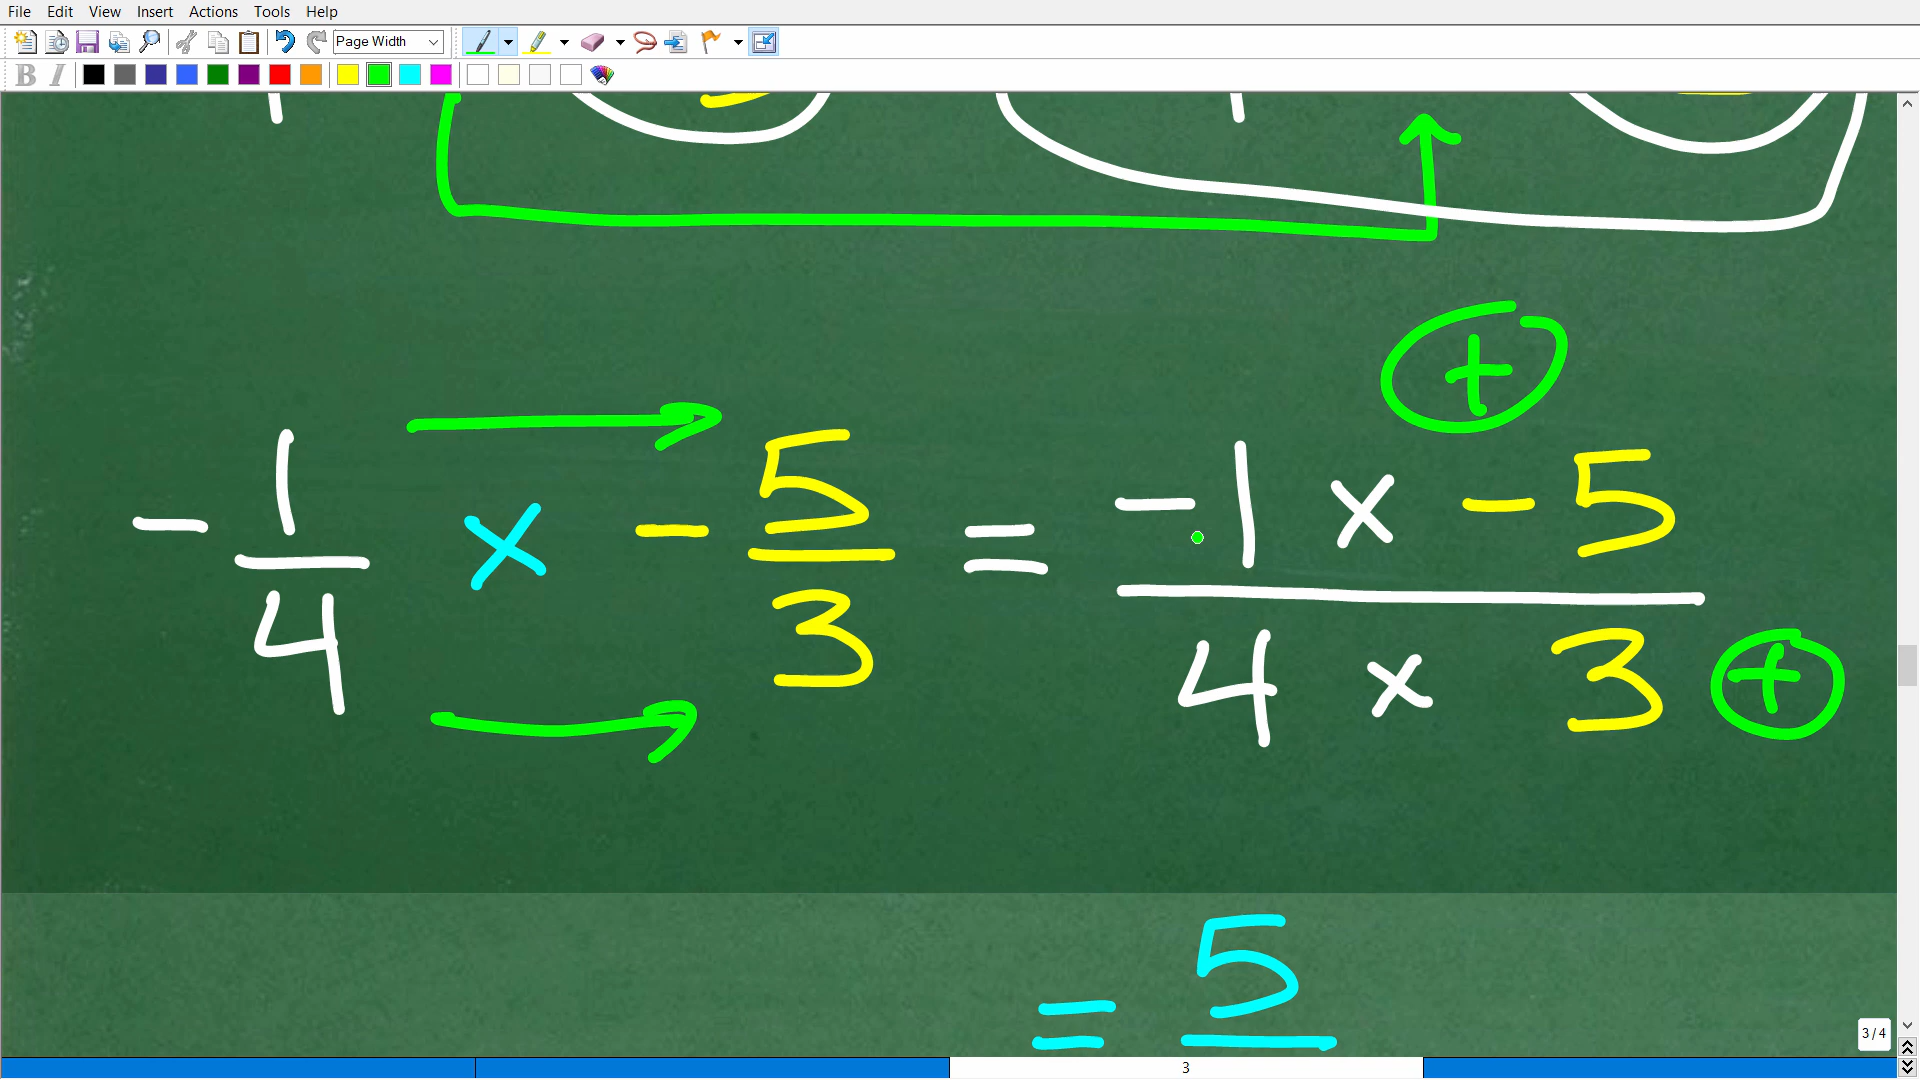 File Edit View Insert Actions Tools Help
Page Width
B I
+
- 1/4 × - 5/3 = -1 × -5 / 4 × 3 +
= 5
3 / 4
3